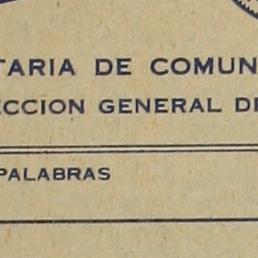 TARIA DE COMUN
ECCION GENERAL DE
PALABRAS